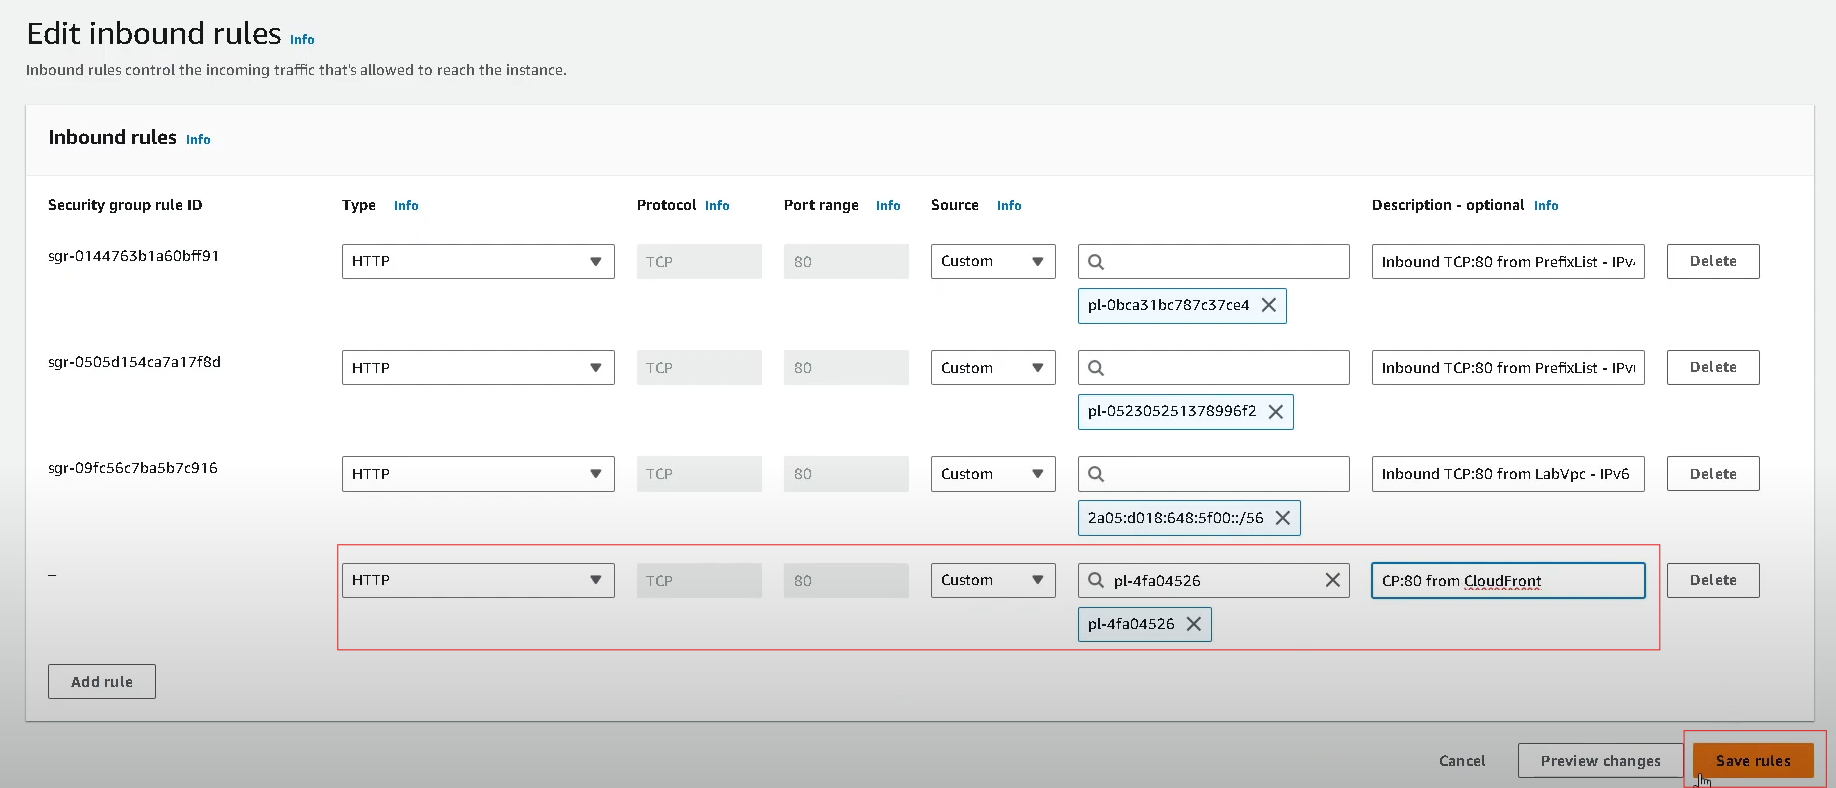 Edit inbound rules Info
Inbound rules control the incoming traffic that's allowed to reach the instance.
Inbound rules Info
Security group rule ID Type Info Protocol Info Port range Info Source Info Description - optional Info
sgr-0144763b1a60bff91 HTTP TCP 80 Custom Inbound TCP:80 from PrefixList - IPv Delete
pl-0bca31bc787c37ce4
sgr-0505d154ca7a17f8d HTTP TCP 80 Custom Inbound TCP:80 from PrefixList - IPv Delete
pl-052305251378996f2
sgr-09fc56c7ba5b7c916 HTTP TCP 80 Custom Inbound TCP:80 from LabVpc - IPv6 Delete
2a05:d018:648:5f00::/56
– HTTP TCP 80 Custom pl-4fa04526 CP:80 from CloudFront Delete
pl-4fa04526
Add rule
Cancel Preview changes Save rules